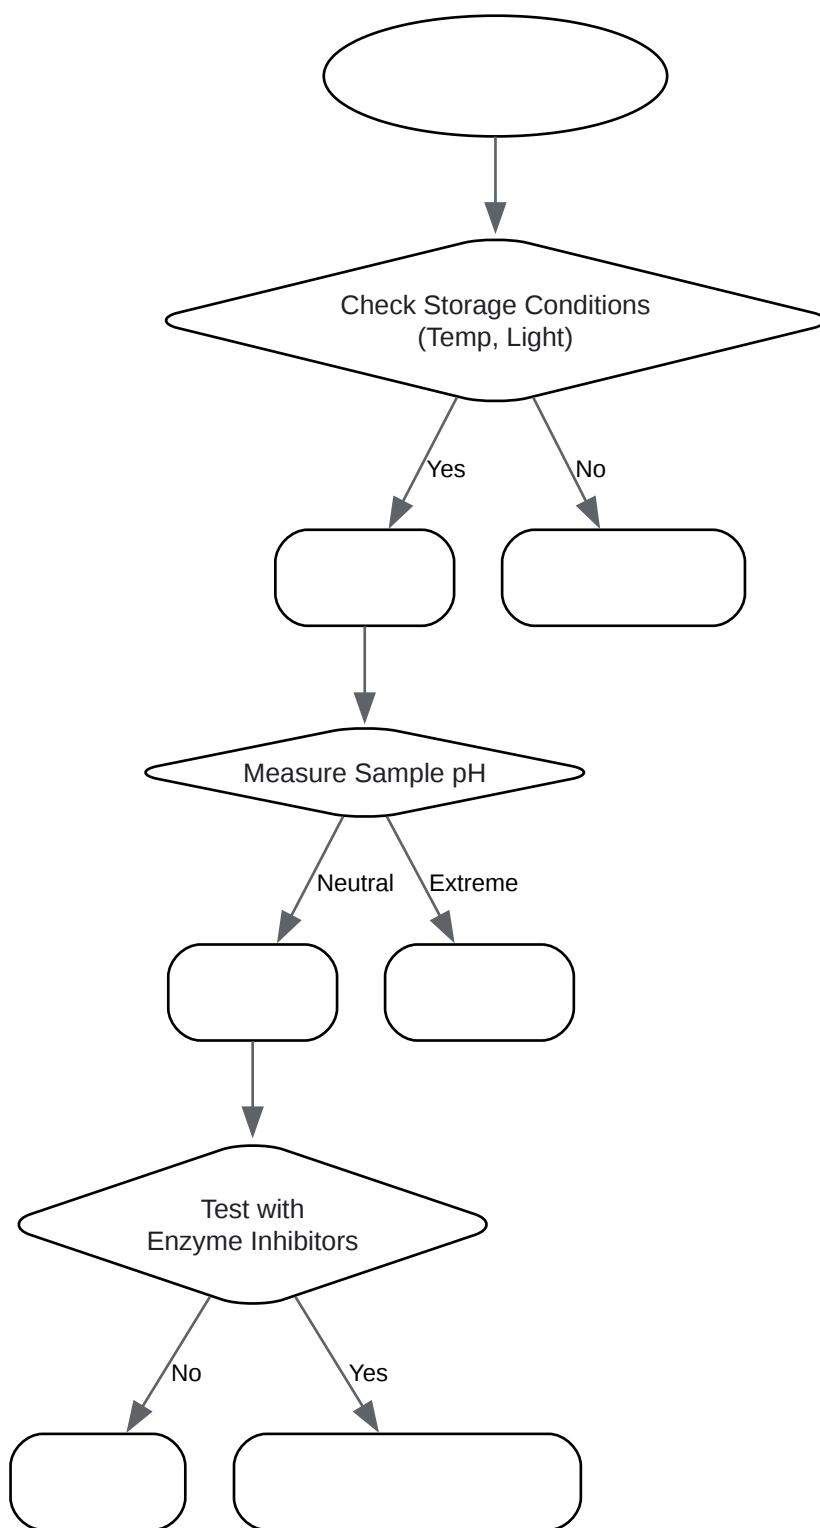 Check Storage Conditions
(Temp, Light)
Yes
No
Measure Sample pH
Neutral
Extreme
Test with
Enzyme Inhibitors
No
Yes